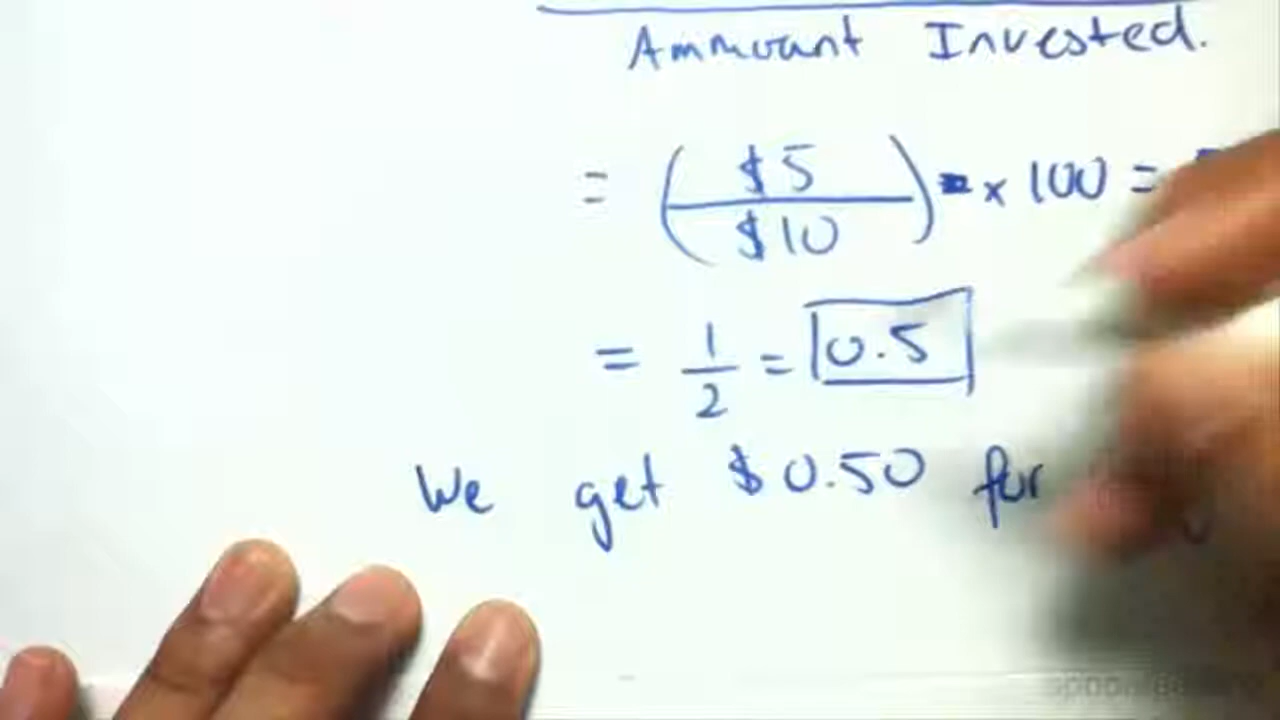 Ammount Invested.
= ($5 / $10) x 100 =
= 1/2 = 0.5
We get $0.50 for